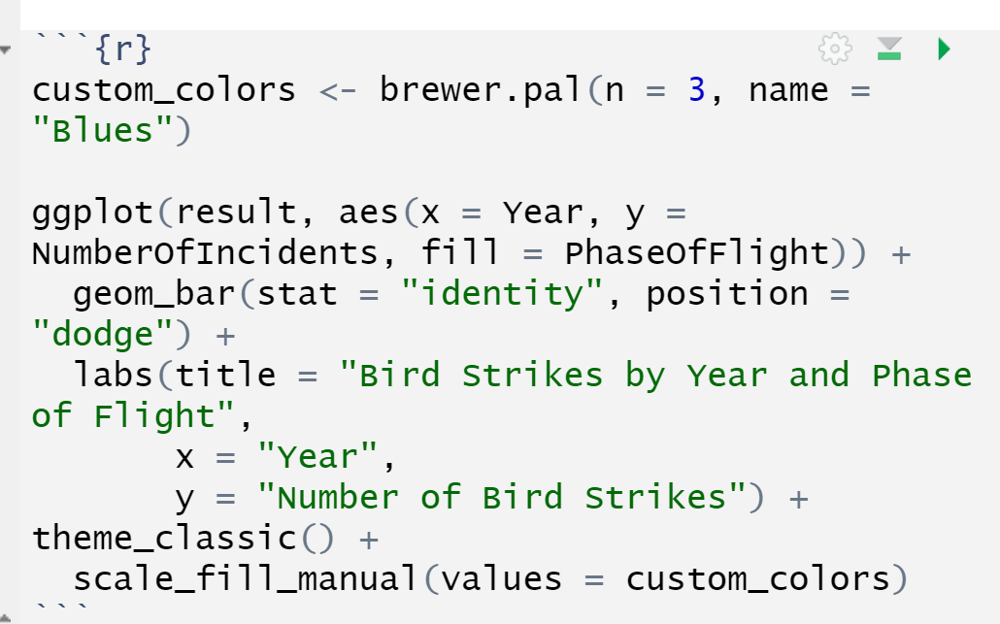 ```{r}
custom_colors <- brewer.pal(n = 3, name =
"Blues")
ggplot(result, aes(x = Year, y =
NumberOfIncidents, fill = PhaseOfFlight)) +
  geom_bar(stat = "identity", position =
"dodge") +
  labs(title = "Bird Strikes by Year and Phase
of Flight",
       x = "Year",
       y = "Number of Bird Strikes") +
theme_classic() +
  scale_fill_manual(values = custom_colors)
```